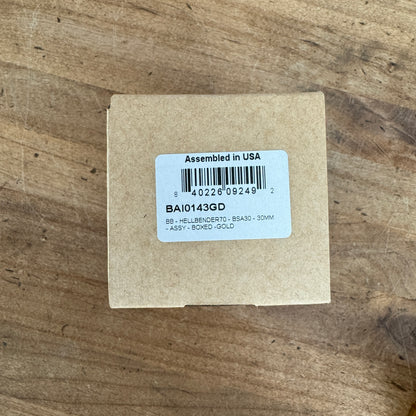 Assembled in USA
8 40226 09249 2
BAI0143GD
BB - HELLBENDER70 - BSA30 - 30MM
- ASSY - BOXED -GOLD